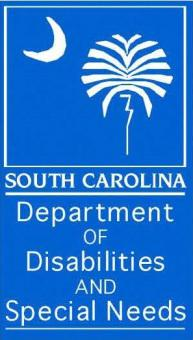 SOUTH CAROLINA
Department
OF
Disabilities
AND
Special Needs